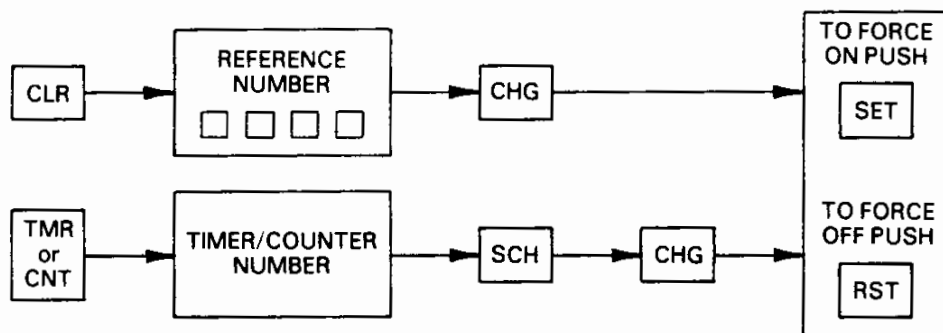 CLR
REFERENCE
NUMBER
CHG
TMR
or
CNT
TIMER/COUNTER
NUMBER
SCH
CHG
TO FORCE
ON PUSH
SET
TO FORCE
OFF PUSH
RST